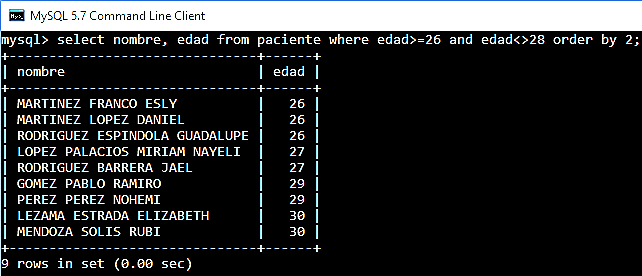 MySQL 5.7 Command Line Client
mysql> select nombre, edad from paciente where edad>=26 and edad<>28 order by 2;
+------------------------------+------+
| nombre                       | edad |
+------------------------------+------+
| MARTINEZ FRANCO ESLY         |   26 |
| MARTINEZ LOPEZ DANIEL        |   26 |
| RODRIGUEZ ESPINDOLA GUADALUPE |   26 |
| LOPEZ PALACIOS MIRIAM NAYELI |   27 |
| RODRIGUEZ BARRERA JAEL       |   27 |
| GOMEZ PABLO RAMIRO           |   29 |
| PEREZ PEREZ NOHEMI           |   29 |
| LEZAMA ESTRADA ELIZABETH     |   30 |
| MENDOZA SOLIS RUBI           |   30 |
+------------------------------+------+
9 rows in set (0.00 sec)